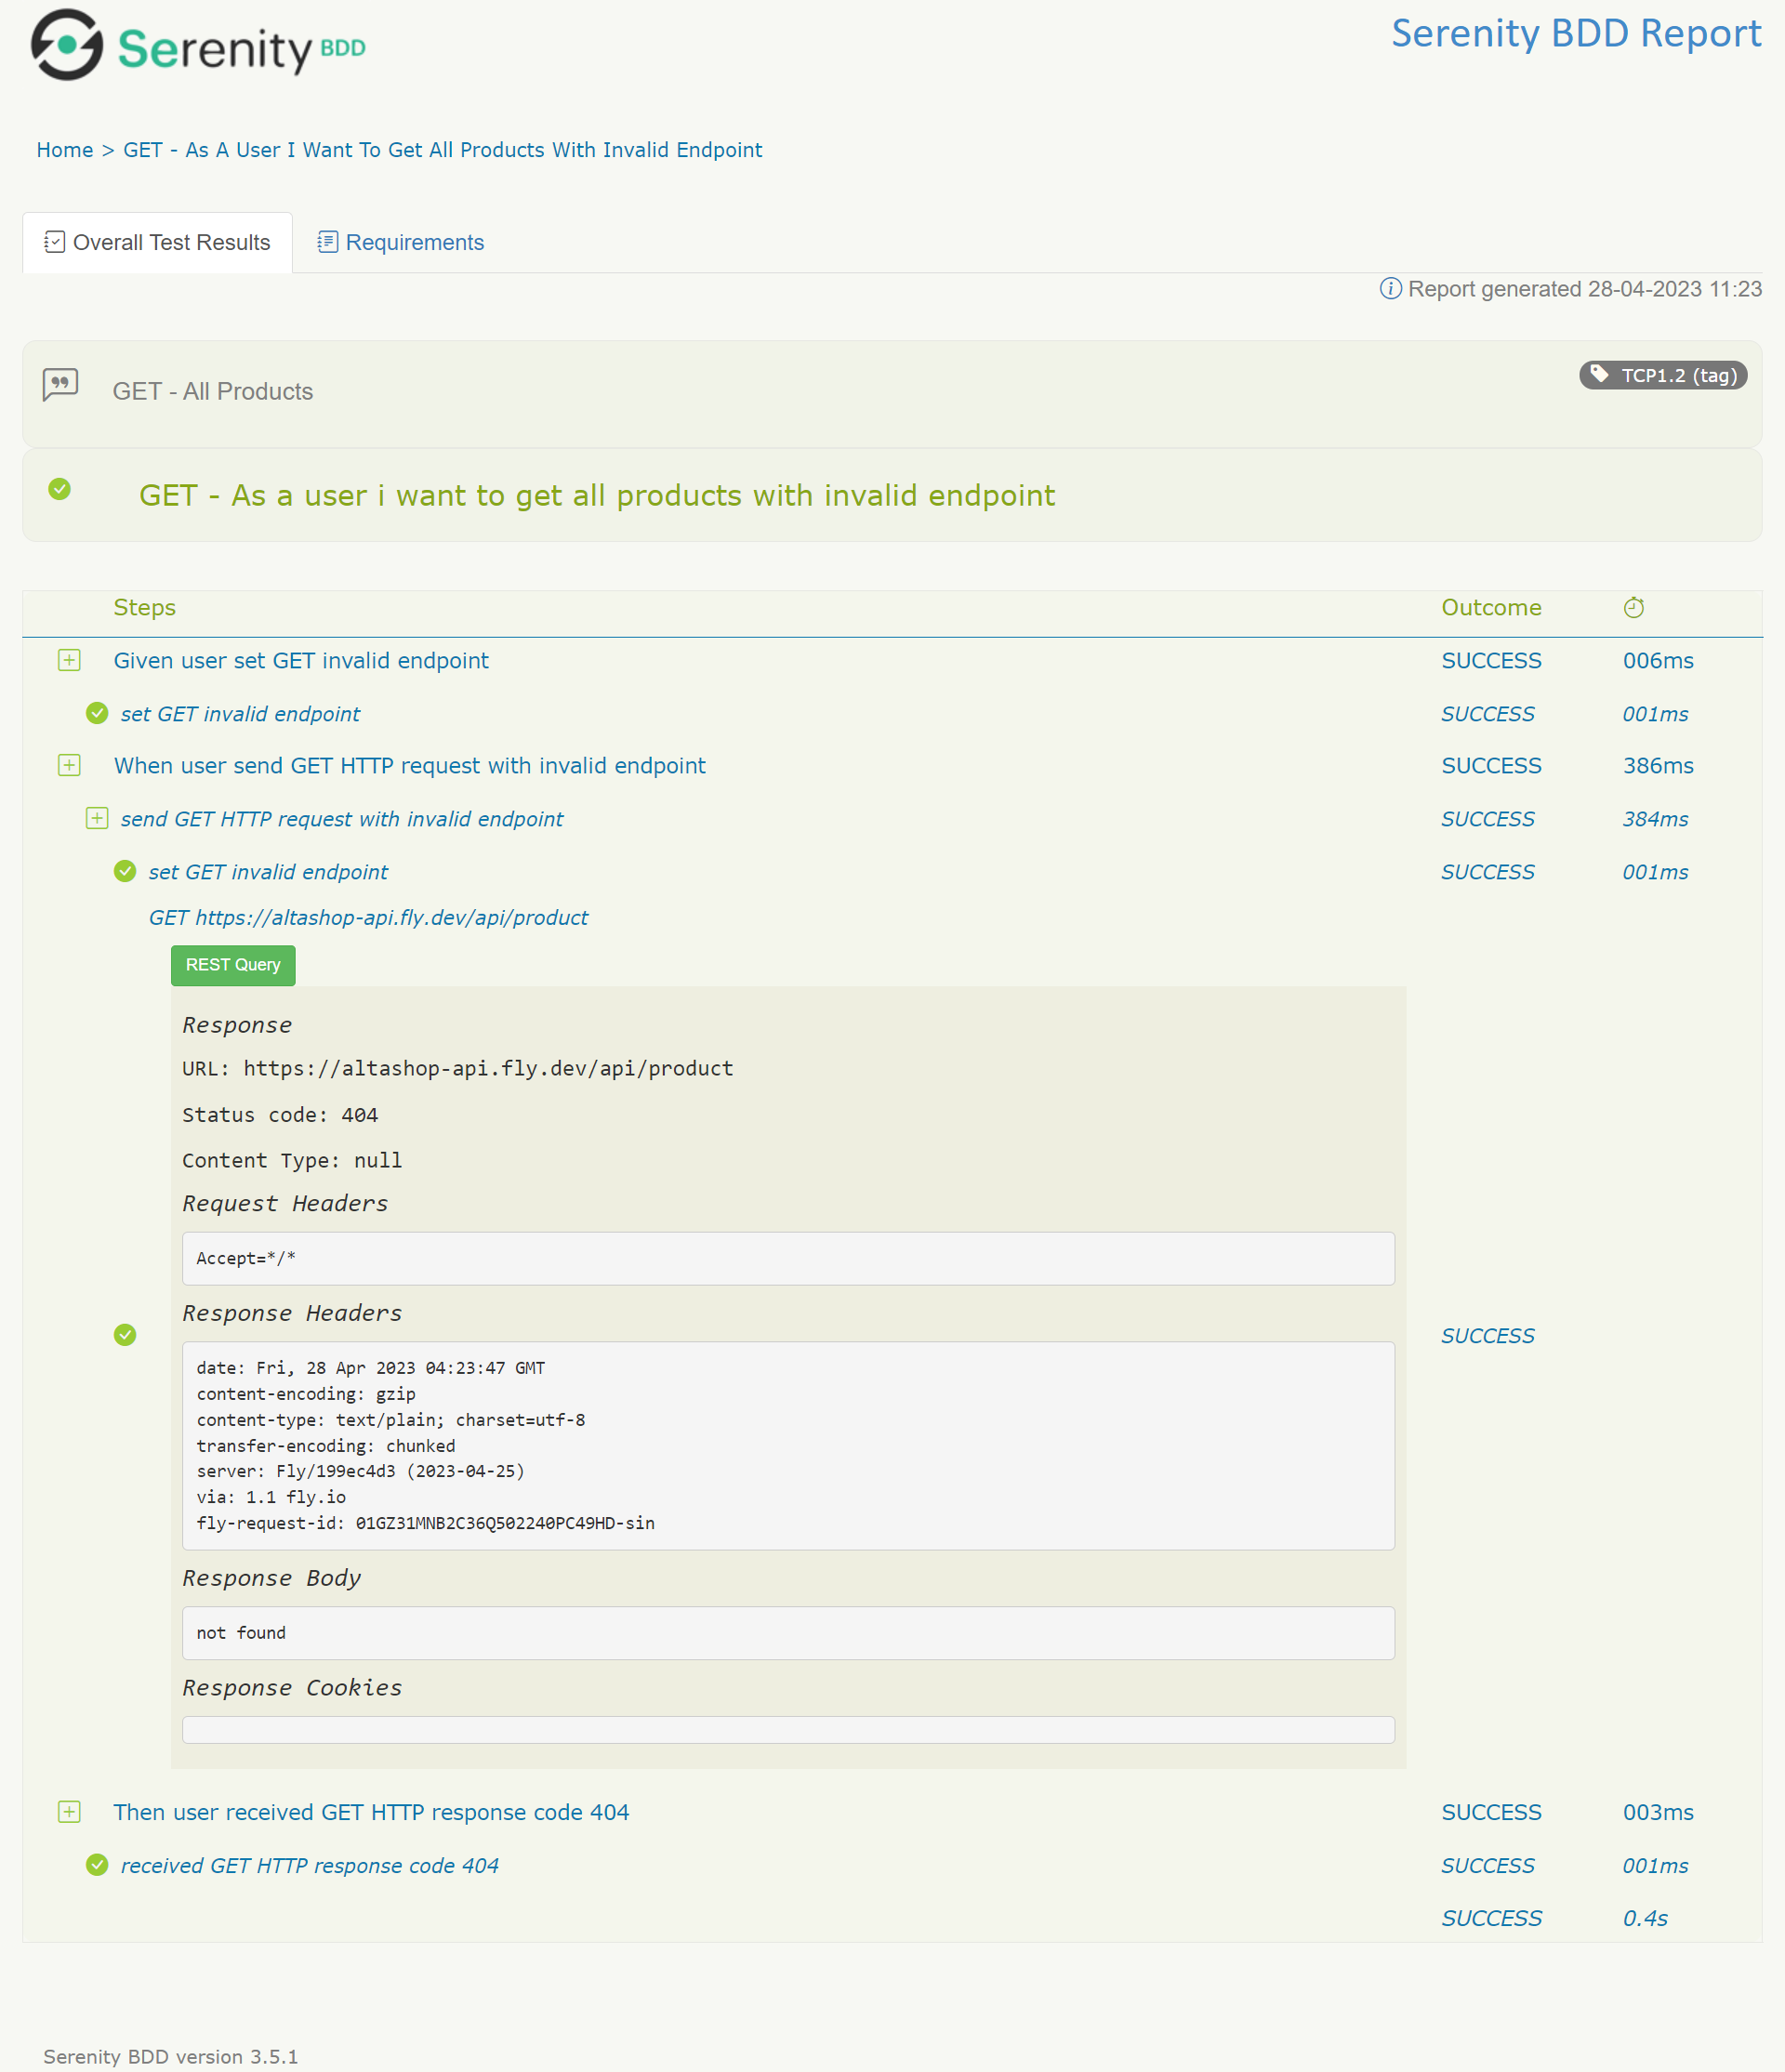 Serenity BDD
Serenity BDD Report
Home > GET - As A User I Want To Get All Products With Invalid Endpoint
Overall Test Results
Requirements
Report generated 28-04-2023 11:23
GET - All Products
TCP1.2 (tag)
GET - As a user i want to get all products with invalid endpoint
Steps Outcome
Given user set GET invalid endpoint SUCCESS 006ms
set GET invalid endpoint SUCCESS 001ms
When user send GET HTTP request with invalid endpoint SUCCESS 386ms
send GET HTTP request with invalid endpoint SUCCESS 384ms
set GET invalid endpoint SUCCESS 001ms
GET https://altashop-api.fly.dev/api/product
REST Query
Response
URL: https://altashop-api.fly.dev/api/product
Status code: 404
Content Type: null
Request Headers
Accept=*/*
Response Headers
SUCCESS
date: Fri, 28 Apr 2023 04:23:47 GMT
content-encoding: gzip
content-type: text/plain; charset=utf-8
transfer-encoding: chunked
server: Fly/199ec4d3 (2023-04-25)
via: 1.1 fly.io
fly-request-id: 01GZ31MNB2C36Q502240PC49HD-sin
Response Body
not found
Response Cookies
Then user received GET HTTP response code 404 SUCCESS 003ms
received GET HTTP response code 404 SUCCESS 001ms
SUCCESS 0.4s
Serenity BDD version 3.5.1